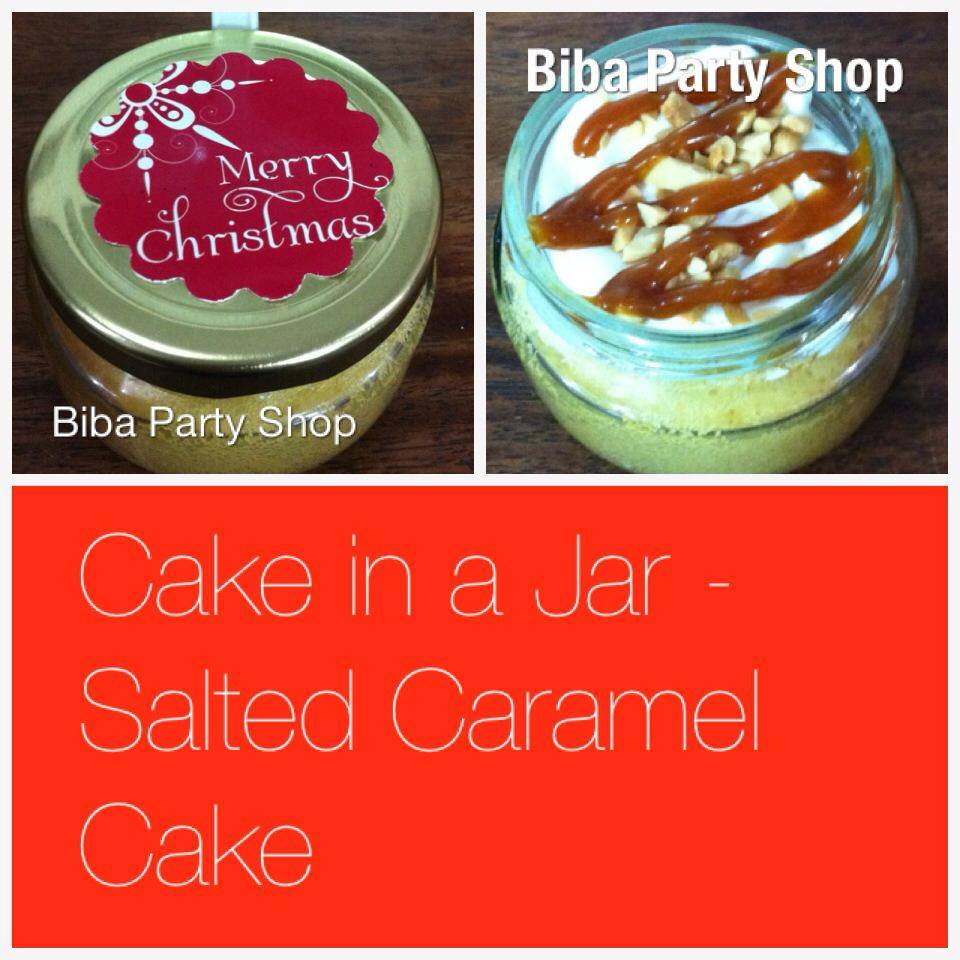 Merry
Christmas
Biba Party Shop
Biba Party Shop
Cake in a Jar -
Salted Caramel
Cake